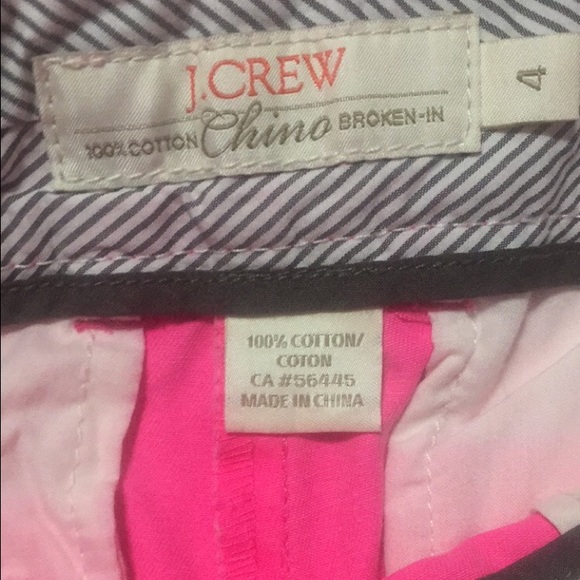 J.CREW
100% COTTON Chino BROKEN-IN
4
100% COTTON/
COTON
CA #56445
MADE IN CHINA